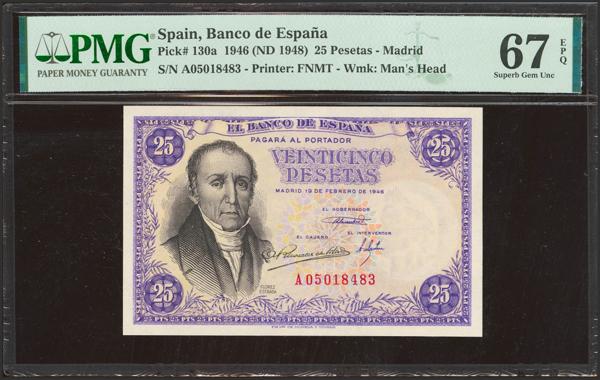 PMG
PAPER MONEY GUARANTY
Spain, Banco de España
Pick# 130a 1946 (ND 1948) 25 Pesetas - Madrid
S/N A05018483 - Printer: FNMT - Wmk: Man's Head
67 EPQ
Superb Gem Unc
EL BANCO DE ESPAÑA
PAGARÁ AL PORTADOR
25
25
VEINTICINCO
PESETAS
MADRID, 19 DE FEBRERO DE 1946
EL GOBERNADOR
EL CAJERO
EL INTERVENTOR
FLOREZ
ESTRADA
A05018483
25
25